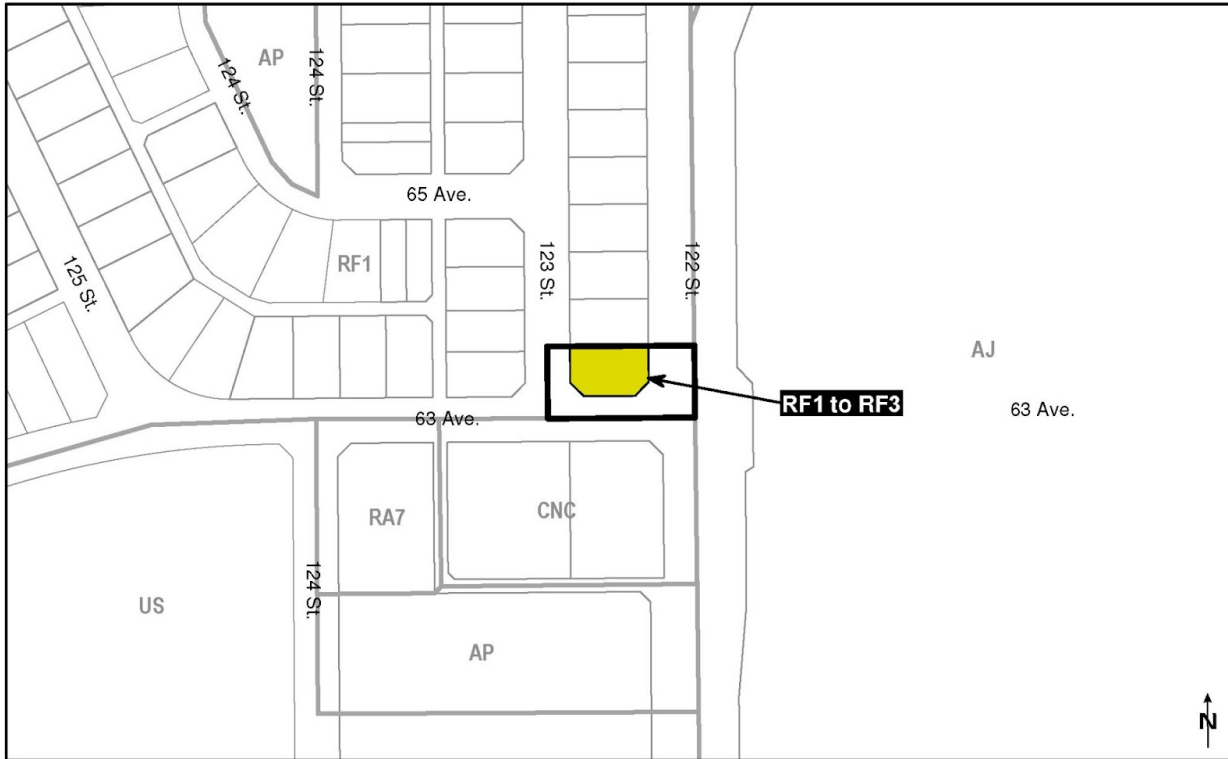 AP
124 St.
124 St.
65 Ave.
RF1
123 St.
122 St.
125 St.
AJ
RF1 to RF3
63 Ave.
63 Ave.
RA7
CNC
124 St.
US
AP
N